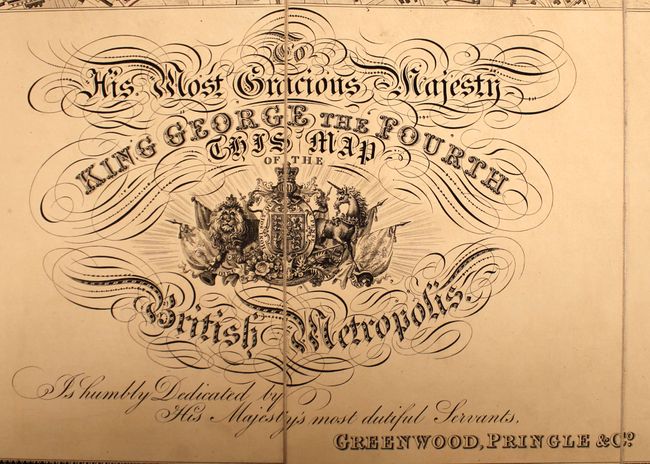 To
His Most Gracious Majesty
KING GEORGE THE FOURTH
THIS MAP
OF THE
British Metropolis.
Is humbly Dedicated by
His Majesty's most dutiful Servants,
GREENWOOD, PRINGLE & Co.